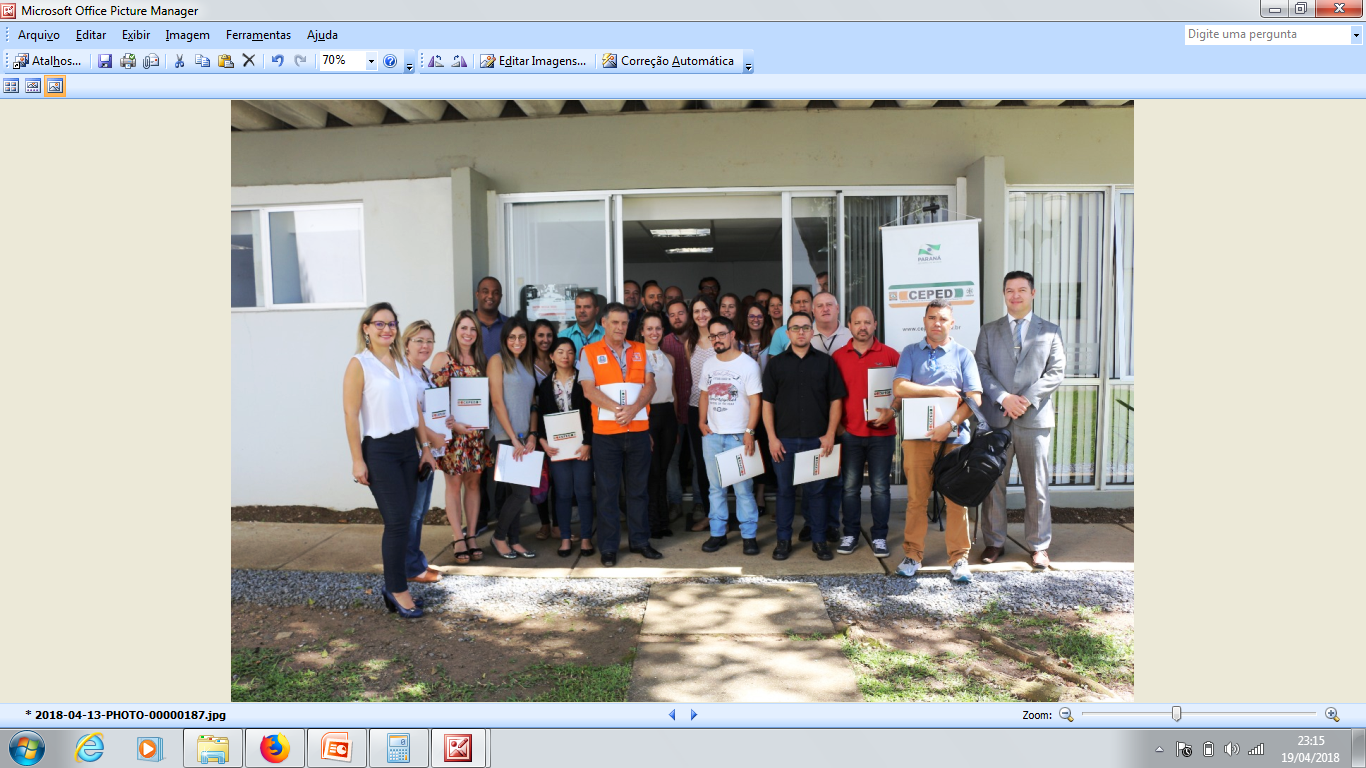 Microsoft Office Picture Manager
Arquivo Editar Exibir Imagem Ferramentas Ajuda
Digite uma pergunta
Atalhos... 70% Editar Imagens... Correção Automática
PARANÁ
CEPED
* 2018-04-13-PHOTO-00000187.jpg
Zoom:
23:15
19/04/2018